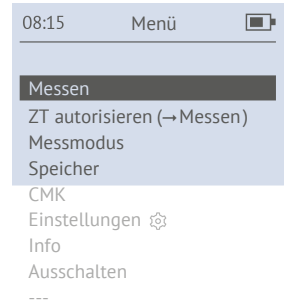 08:15 Menü
Messen
ZT autorisieren (→Messen)
Messmodus
Speicher
CMK
Einstellungen
Info
Ausschalten
---